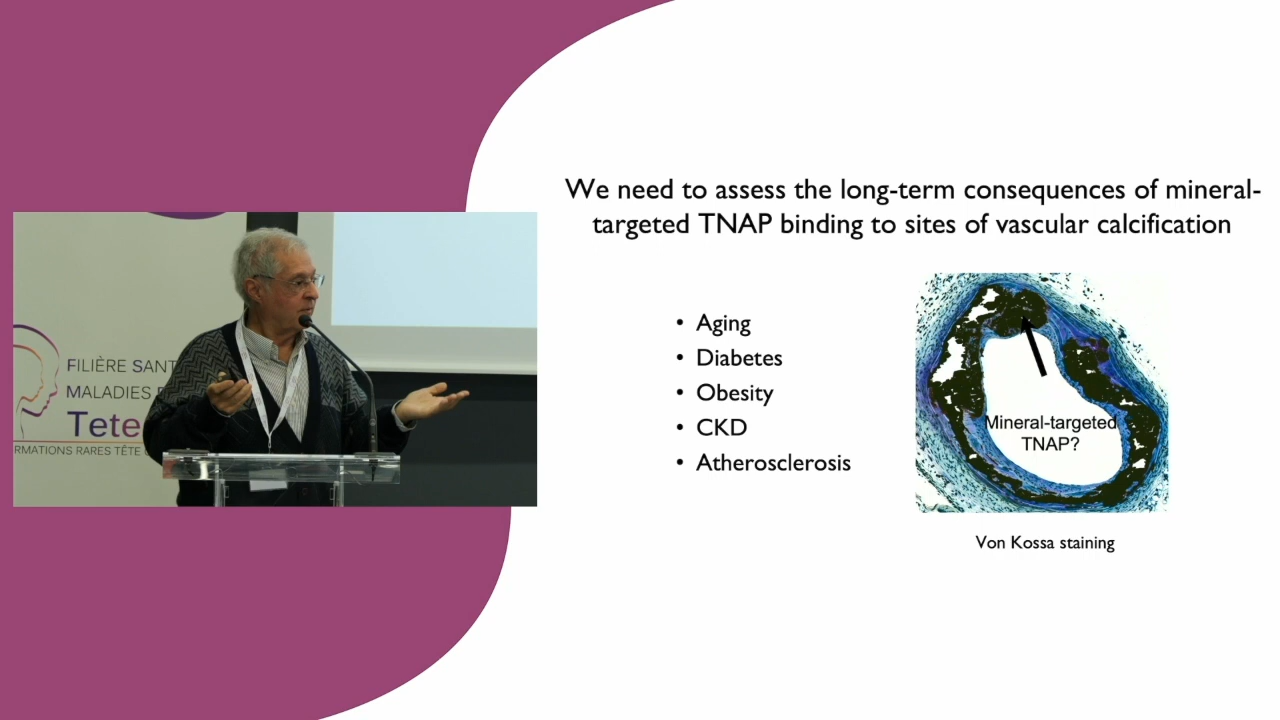 We need to assess the long-term consequences of mineral-
targeted TNAP binding to sites of vascular calcification
• Aging
• Diabetes
• Obesity
• CKD
• Atherosclerosis
Mineral-targeted
TNAP?
Von Kossa staining
FILIÈRE SANT
MALADIES
Tete
RMATIONS RARES TÊTE